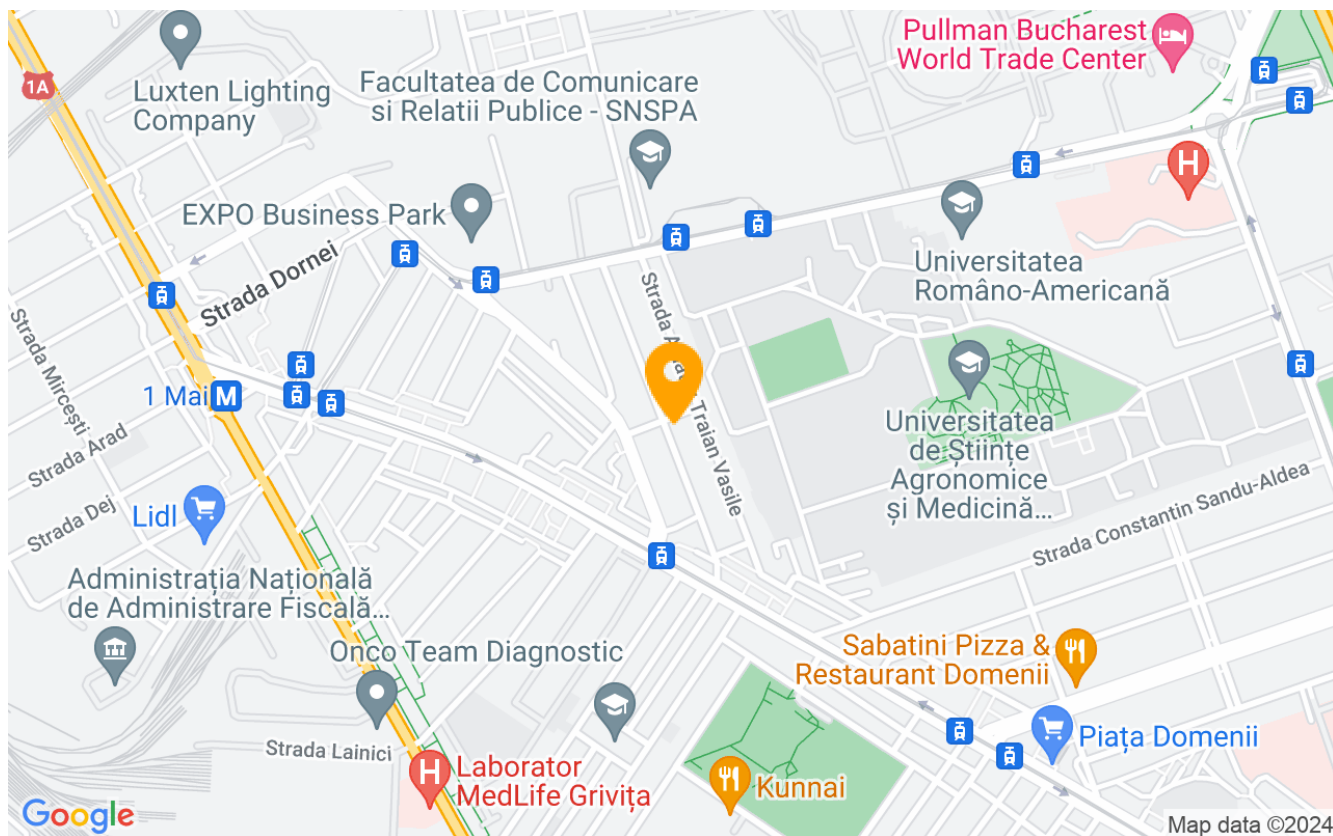 Pullman Bucharest
World Trade Center
1A
Luxten Lighting
Company
Facultatea de Comunicare
si Relatii Publice - SNSPA
H
EXPO Business Park
Strada Dornei
Universitatea
Româno-Americană
Strada Mircești
1 Mai M
Traian Vasile
Universitatea
de Științe
Agronomice
și Medicină...
Strada Arad
Strada Dej
Lidl
Strada Constantin Sandu-Aldea
Administrația Națională
de Administrare Fiscală...
Onco Team Diagnostic
Sabatini Pizza &
Restaurant Domenii
Strada Lainici
Piața Domenii
H
Laborator
MedLife Grivița
Kunnai
Google
Map data ©2024